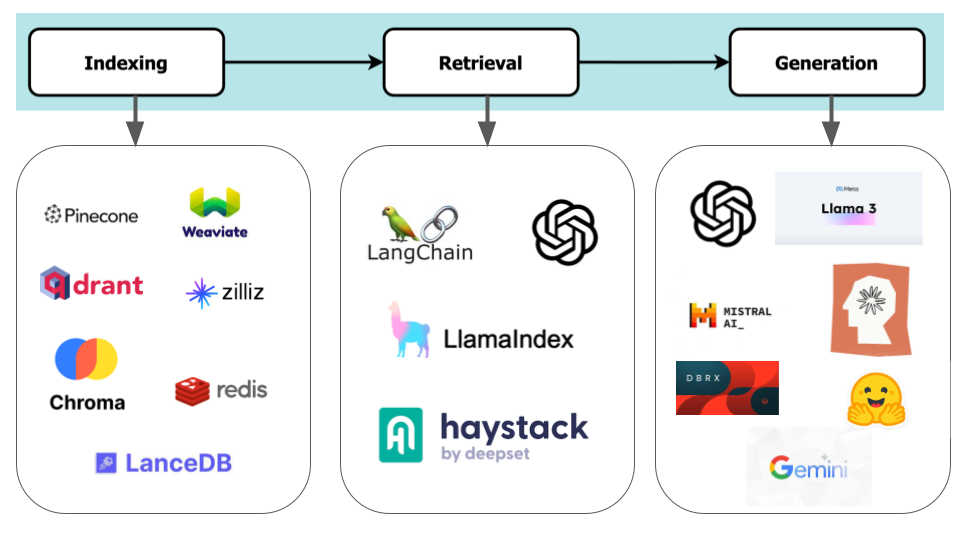 Indexing
Retrieval
Generation
Pinecone
Weaviate
qdrant
zilliz
Chroma
redis
LanceDB
LangChain
LlamaIndex
haystack
by deepset
Meta
Llama 3
MISTRAL
AI_
DBRX
Gemini